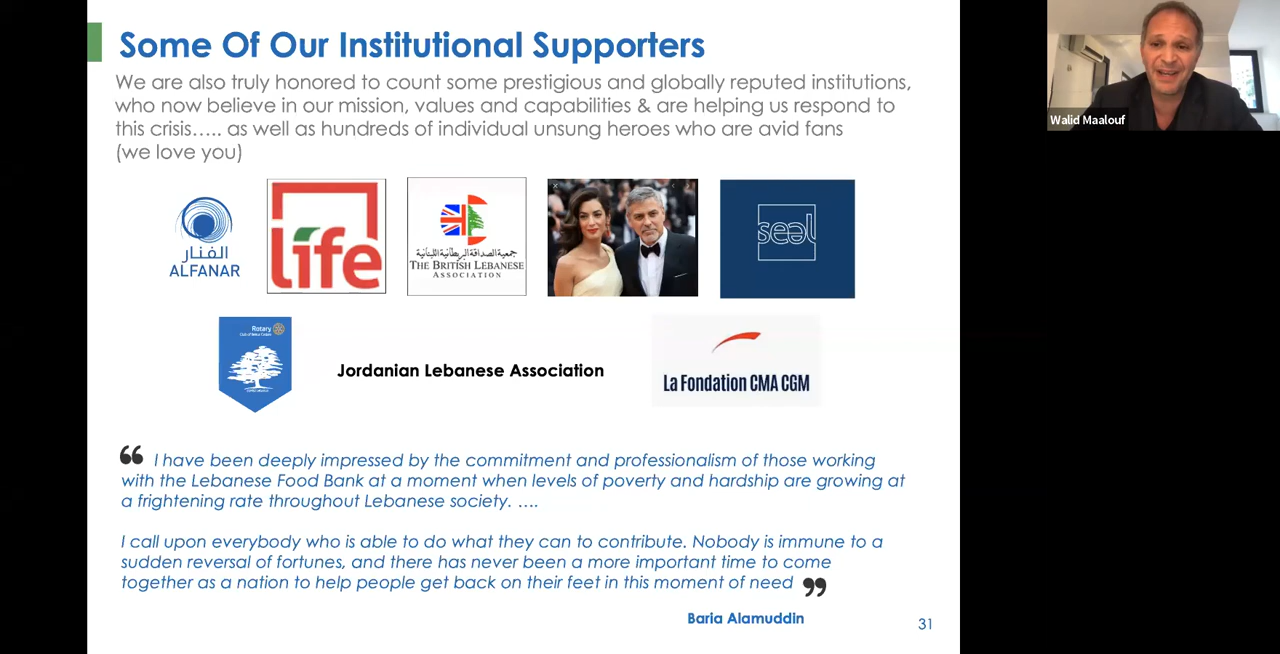 Some Of Our Institutional Supporters
We are also truly honored to count some prestigious and globally reputed institutions,
who now believe in our mission, values and capabilities & are helping us respond to
this crisis..... as well as hundreds of individual unsung heroes who are avid fans
(we love you)
Walid Maalouf
الفنار
ALFANAR
life
جمعية الصداقة البريطانية اللبنانية
THE BRITISH LEBANESE
ASSOCIATION
seal
Rotary
Jordanian Lebanese Association
La Fondation CMA CGM
“ I have been deeply impressed by the commitment and professionalism of those working
with the Lebanese Food Bank at a moment when levels of poverty and hardship are growing at
a frightening rate throughout Lebanese society. ....
I call upon everybody who is able to do what they can to contribute. Nobody is immune to a
sudden reversal of fortunes, and there has never been a more important time to come
together as a nation to help people get back on their feet in this moment of need ”
Baria Alamuddin
31